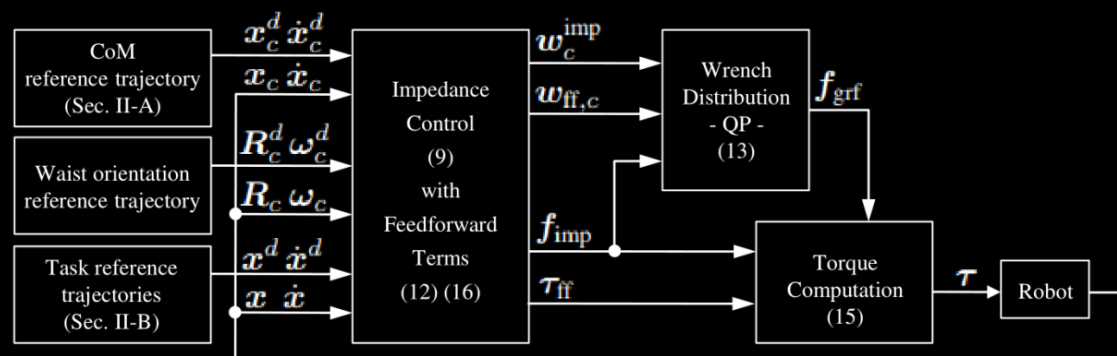 CoM
reference trajectory
(Sec. II-A)
Waist orientation
reference trajectory
Task reference
trajectories
(Sec. II-B)
x_c^d ẋ_c^d
x_c ẋ_c
R_c^d ω_c^d
R_c ω_c
x^d ẋ^d
x ẋ
Impedance
Control
(9)
with
Feedforward
Terms
(12) (16)
w_c^imp
w_ff,c
f_imp
τ_ff
Wrench
Distribution
- QP -
(13)
f_grf
Torque
Computation
(15)
τ
Robot